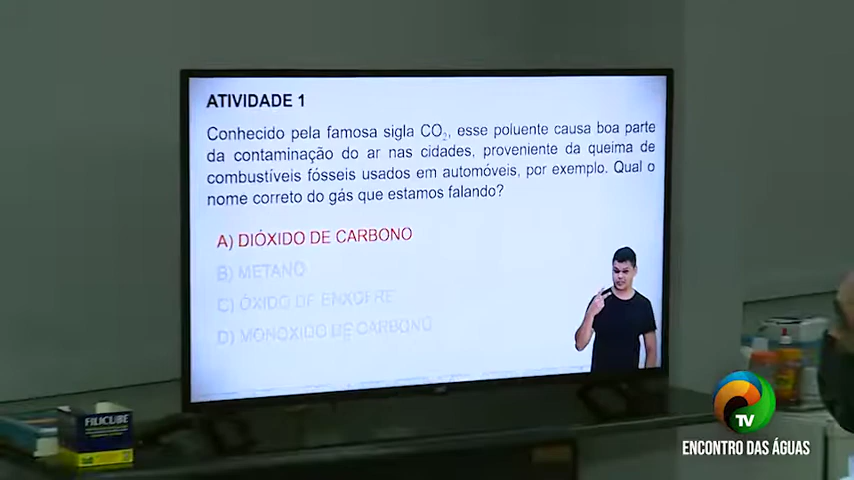 ATIVIDADE 1
Conhecido pela famosa sigla CO₂, esse poluente causa boa parte
da contaminação do ar nas cidades, proveniente da queima de
combustíveis fósseis usados em automóveis, por exemplo. Qual o
nome correto do gás que estamos falando?
A) DIÓXIDO DE CARBONO
B) METANO
C) ÓXIDO DE ENXOFRE
D) MONÓXIDO DE CARBONO
FILICUBE
TV
ENCONTRO DAS ÁGUAS